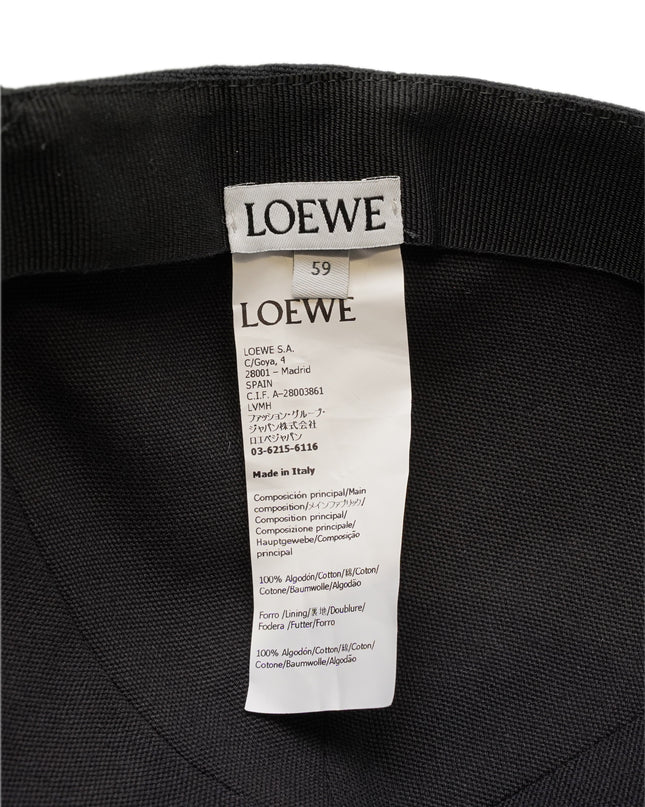 LOEWE
59
LOEWE
LOEWE S.A.
C/Goya, 4
28001 – Madrid
SPAIN
C.I.F. A-28003861
LVMH
ファッション・グループ・
ジャパン株式会社
ロエベジャパン
03-6215-6116
Made in Italy
Composición principal/Main
composition/メインファブリック/
Composition principal/
Composizione principale/
Hauptgewebe/Composição
principal
100% Algodón/Cotton/綿/Coton/
Cotone/Baumwolle/Algodão
Forro /Lining/裏地/Doublure/
Fodera /Futter/Forro
100% Algodón/Cotton/綿/Coton/
Cotone/Baumwolle/Algodão